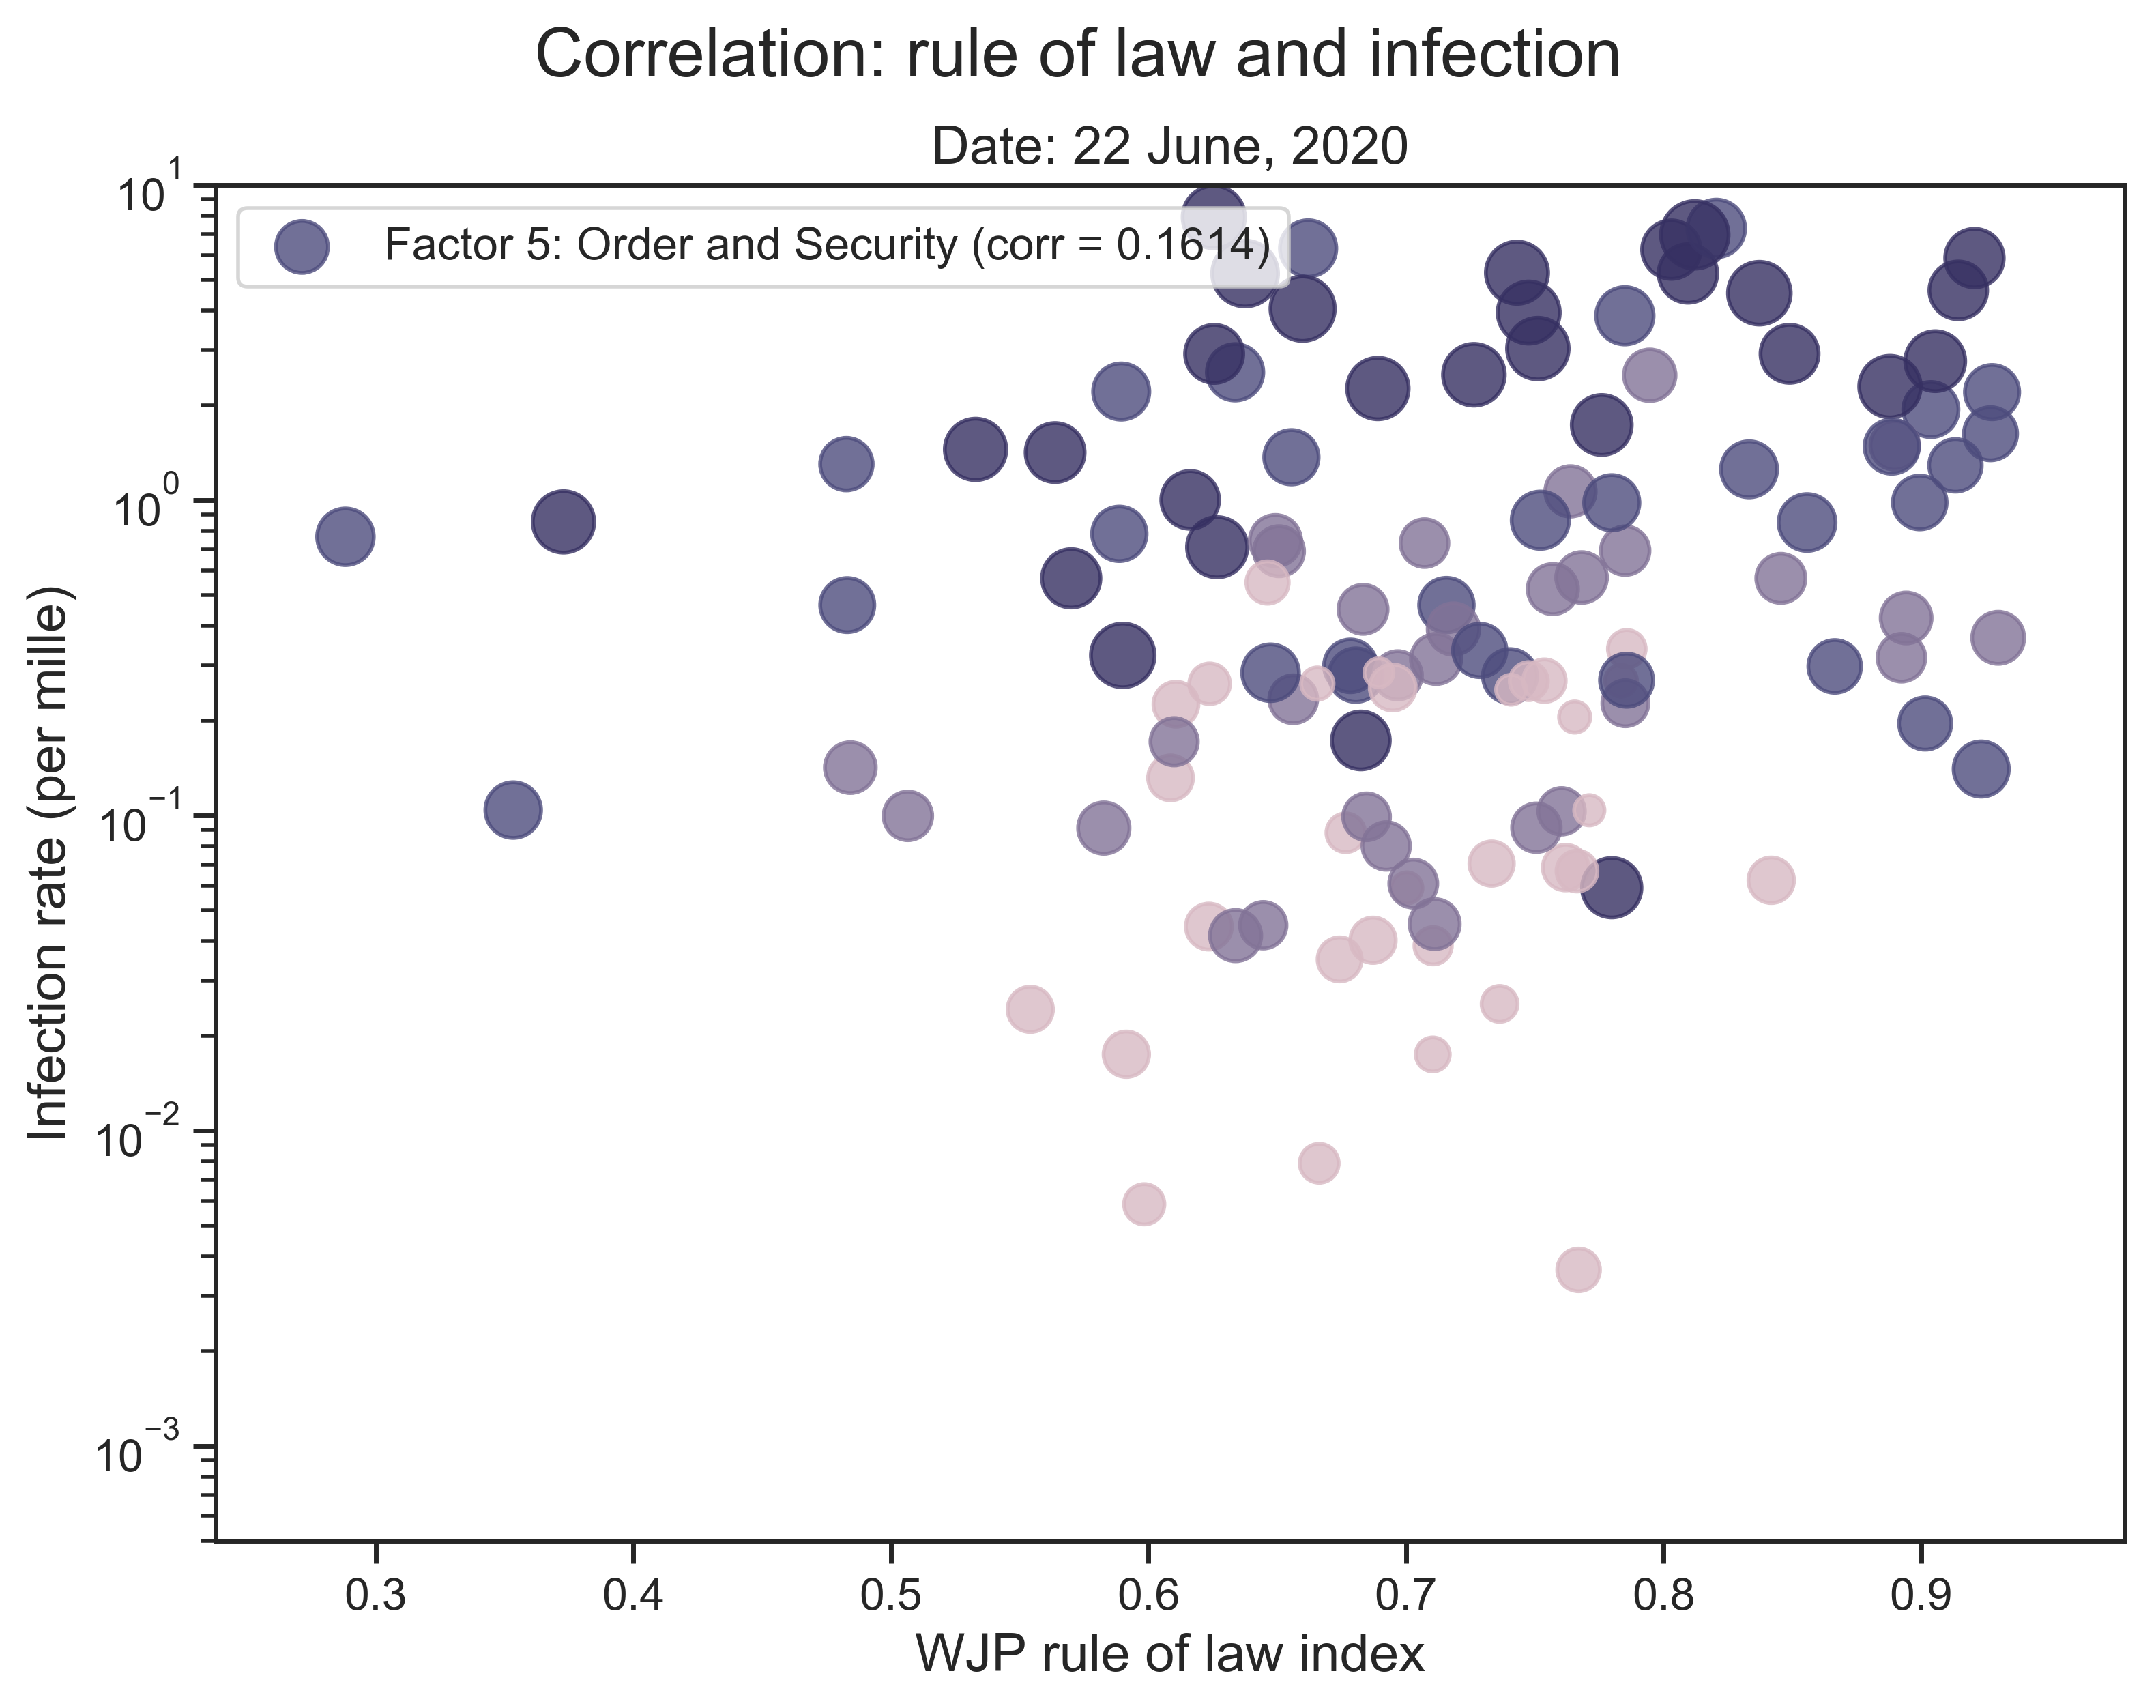 Correlation: rule of law and infection
Date: 22 June, 2020
Factor 5: Order and Security (corr = 0.1614)
Infection rate (per mille)
10^1
10^0
10^−1
10^−2
10^−3
0.3 0.4 0.5 0.6 0.7 0.8 0.9
WJP rule of law index